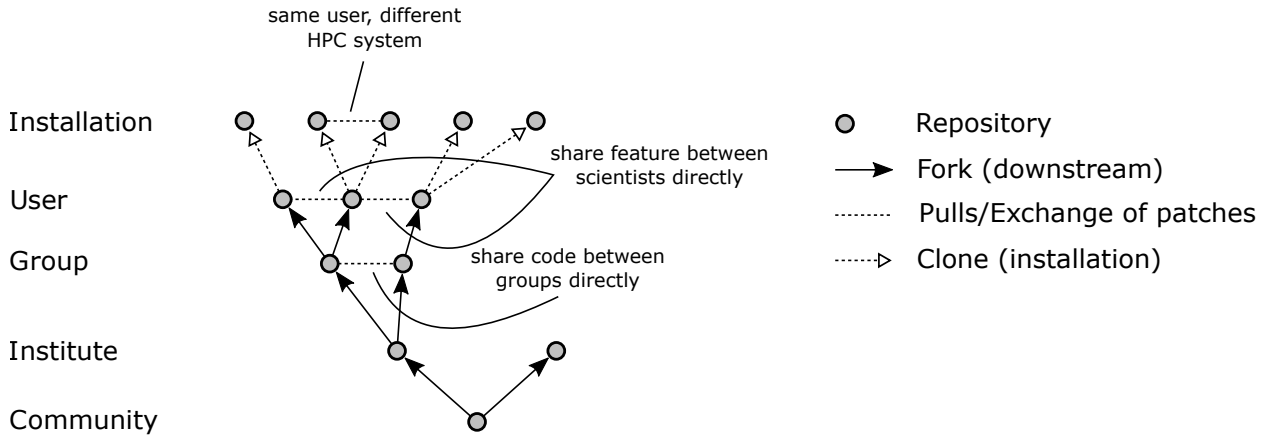 same user, different
HPC system
Installation
User
Group
Institute
Community
share feature between
scientists directly
share code between
groups directly
Repository
Fork (downstream)
Pulls/Exchange of patches
Clone (installation)